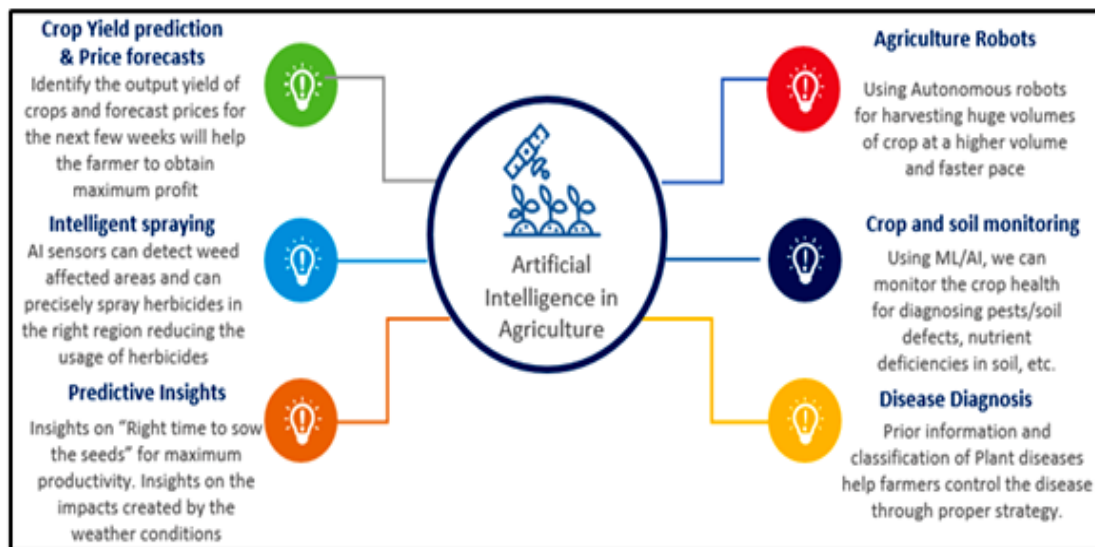 Crop Yield prediction
& Price forecasts
Identify the output yield of
crops and forecast prices for
the next few weeks will help
the farmer to obtain
maximum profit
Intelligent spraying
AI sensors can detect weed
affected areas and can
precisely spray herbicides in
the right region reducing the
usage of herbicides
Predictive Insights
Insights on “Right time to sow
the seeds” for maximum
productivity. Insights on the
impacts created by the
weather conditions
Artificial
Intelligence in
Agriculture
Agriculture Robots
Using Autonomous robots
for harvesting huge volumes
of crop at a higher volume
and faster pace
Crop and soil monitoring
Using ML/AI, we can
monitor the crop health
for diagnosing pests/soil
defects, nutrient
deficiencies in soil, etc.
Disease Diagnosis
Prior information and
classification of Plant diseases
help farmers control the disease
through proper strategy.